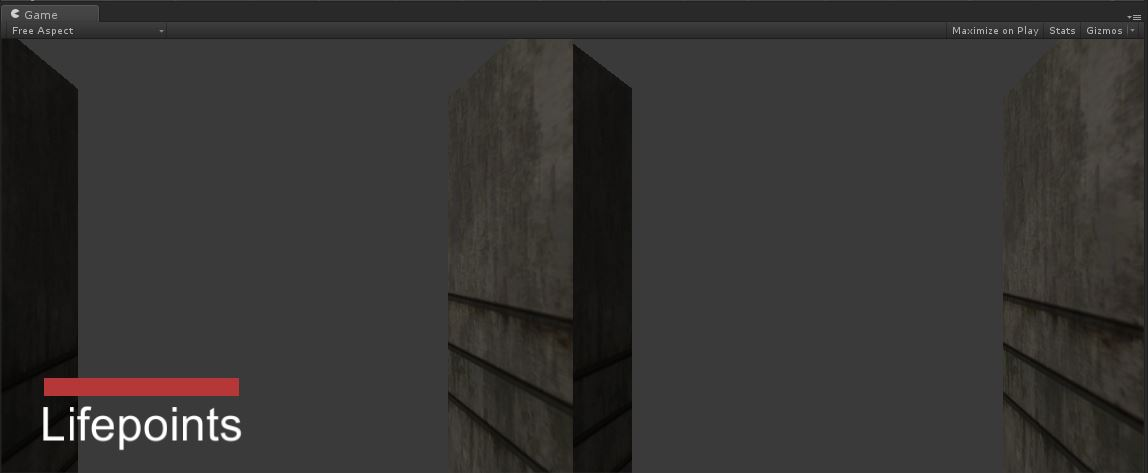 Game
Free Aspect
Maximize on Play Stats Gizmos
Lifepoints